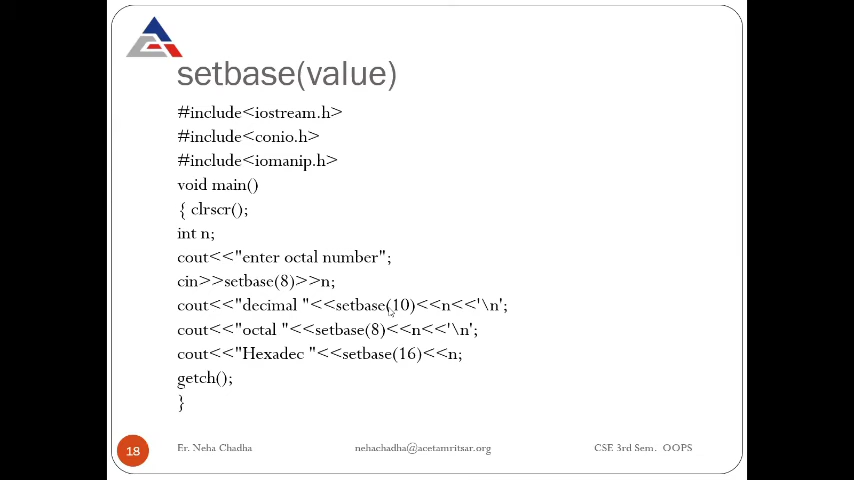 setbase(value)
#include<iostream.h>
#include<conio.h>
#include<iomanip.h>
void main()
{ clrscr();
int n;
cout<<"enter octal number";
cin>>setbase(8)>>n;
cout<<"decimal "<<setbase(10)<<n<<'\n';
cout<<"octal "<<setbase(8)<<n<<'\n';
cout<<"Hexadec "<<setbase(16)<<n;
getch();
}
18 Er. Neha Chadha nehachadha@acetamritsar.org CSE 3rd Sem. OOPS